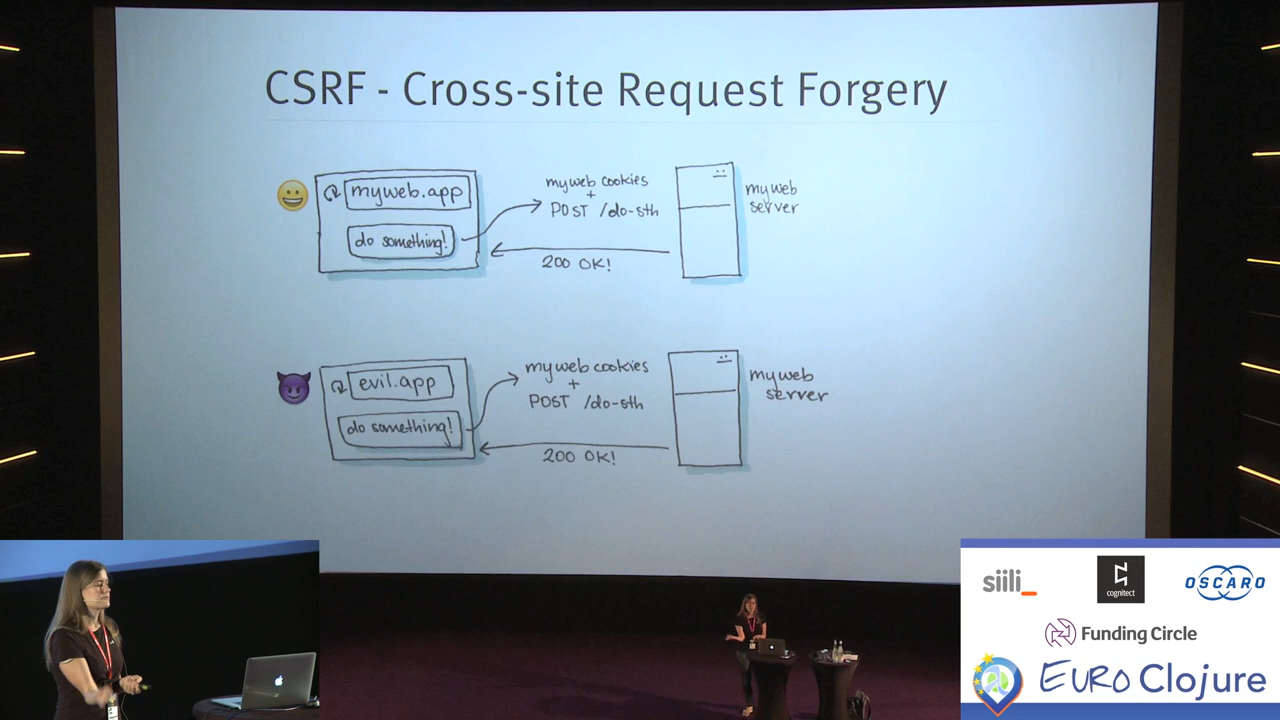 CSRF - Cross-site Request Forgery
myweb.app
do something!
myweb cookies
+
POST /do-sth
200 OK!
myweb
server
evil.app
do something!
myweb cookies
+
POST /do-sth
200 OK!
myweb
server
siili_
cognitect
OSCARO
Funding Circle
EURO Clojure